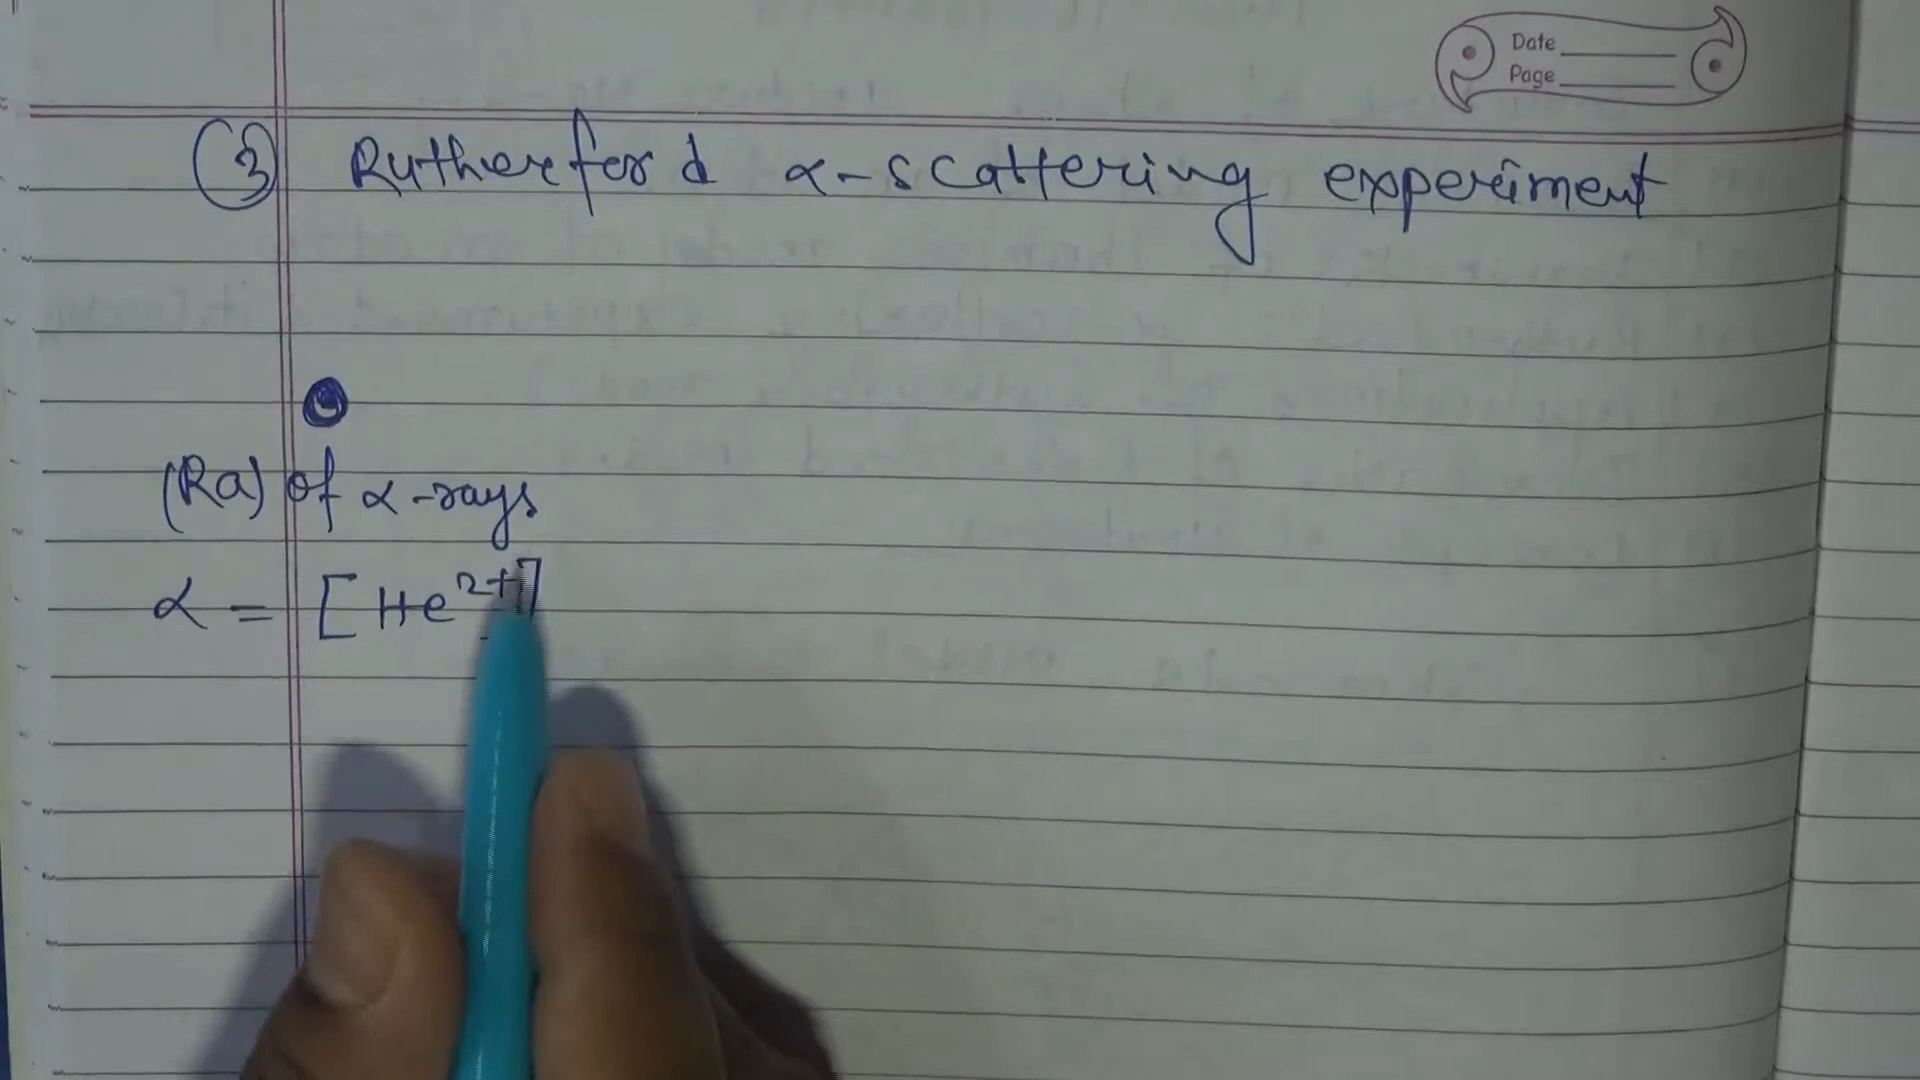 Date
Page
(3) Rutherford α-scattering experiment
(Ra) of α-rays
α = [He²⁺]